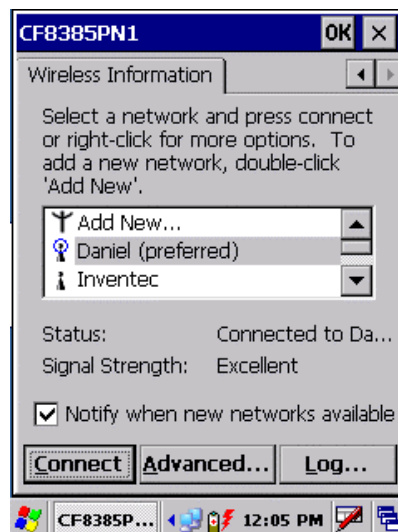 CF8385PN1 OK ×
Wireless Information
Select a network and press connect
or right-click for more options. To
add a new network, double-click
'Add New'.
Add New...
Daniel (preferred)
Inventec
Status: Connected to Da...
Signal Strength: Excellent
Notify when new networks available
Connect Advanced... Log...
CF8385P... 12:05 PM